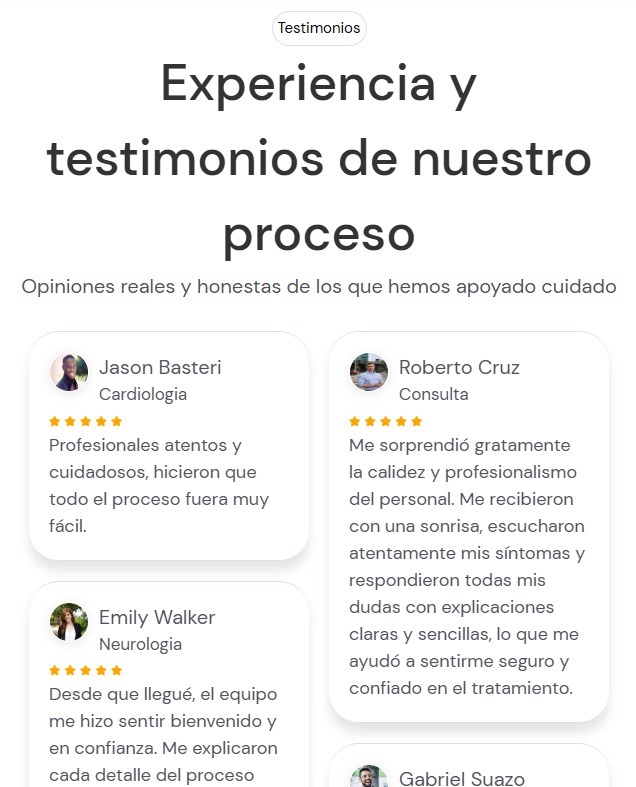 Testimonios
Experiencia y
testimonios de nuestro
proceso
Opiniones reales y honestas de los que hemos apoyado cuidado
Jason Basteri
Cardiologia
Profesionales atentos y
cuidadosos, hicieron que
todo el proceso fuera muy
fácil.
Emily Walker
Neurologia
Desde que llegué, el equipo
me hizo sentir bienvenido y
en confianza. Me explicaron
cada detalle del proceso
Roberto Cruz
Consulta
Me sorprendió gratamente
la calidez y profesionalismo
del personal. Me recibieron
con una sonrisa, escucharon
atentamente mis síntomas y
respondieron todas mis
dudas con explicaciones
claras y sencillas, lo que me
ayudó a sentirme seguro y
confiado en el tratamiento.
Gabriel Suazo